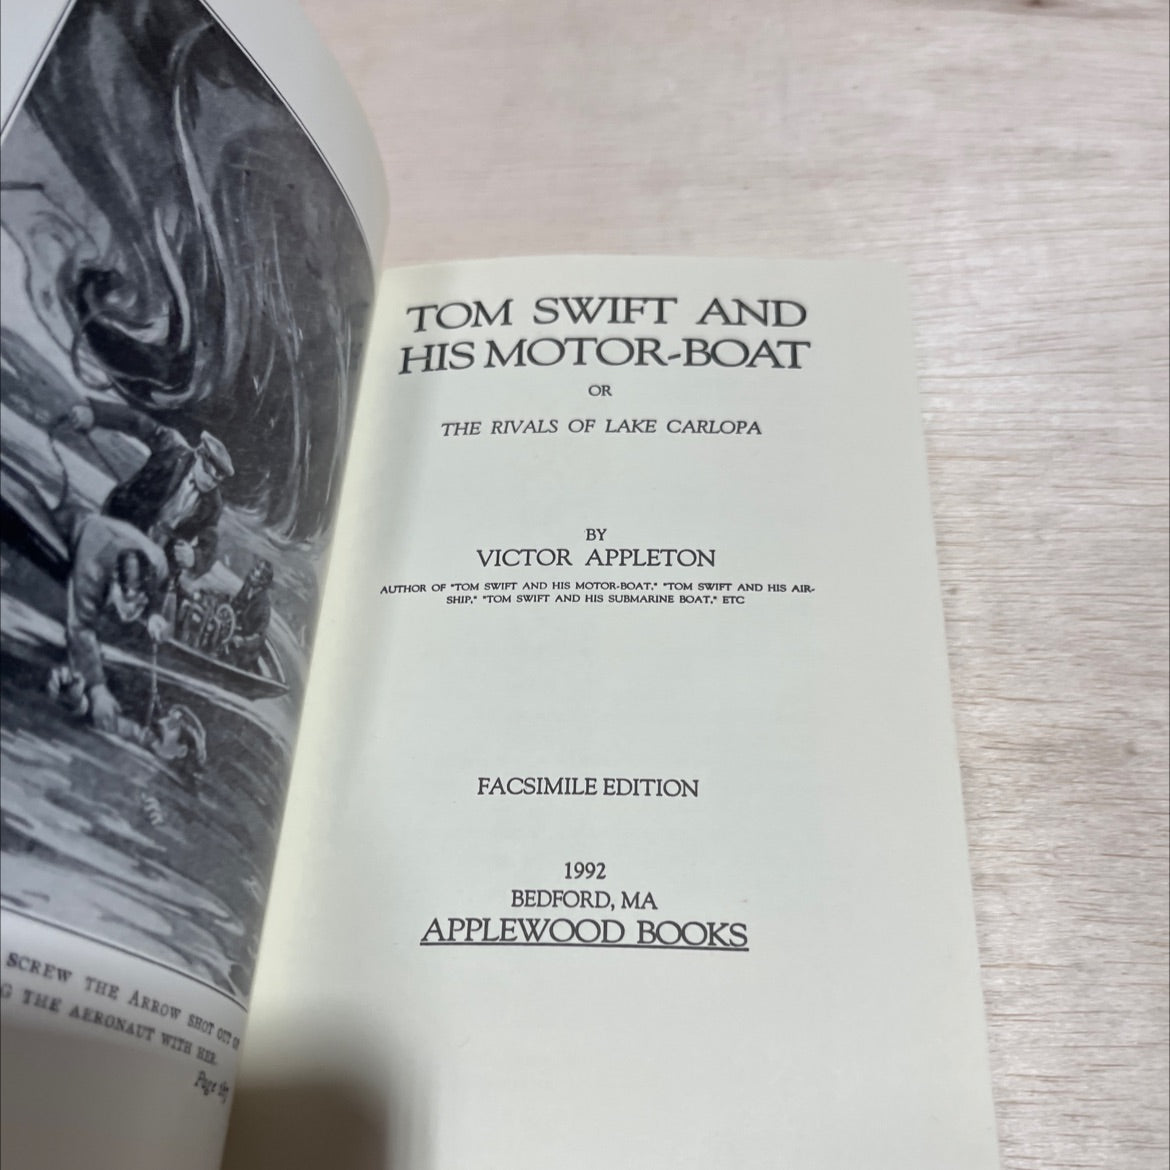 SCREW THE ARROW SHOT OUT OF
G THE AERONAUT WITH HER.
Page
TOM SWIFT AND
HIS MOTOR-BOAT
OR
THE RIVALS OF LAKE CARLOPA
BY
VICTOR APPLETON
AUTHOR OF "TOM SWIFT AND HIS MOTOR-BOAT," "TOM SWIFT AND HIS AIR-
SHIP," "TOM SWIFT AND HIS SUBMARINE BOAT," ETC
FACSIMILE EDITION
1992
BEDFORD, MA
APPLEWOOD BOOKS